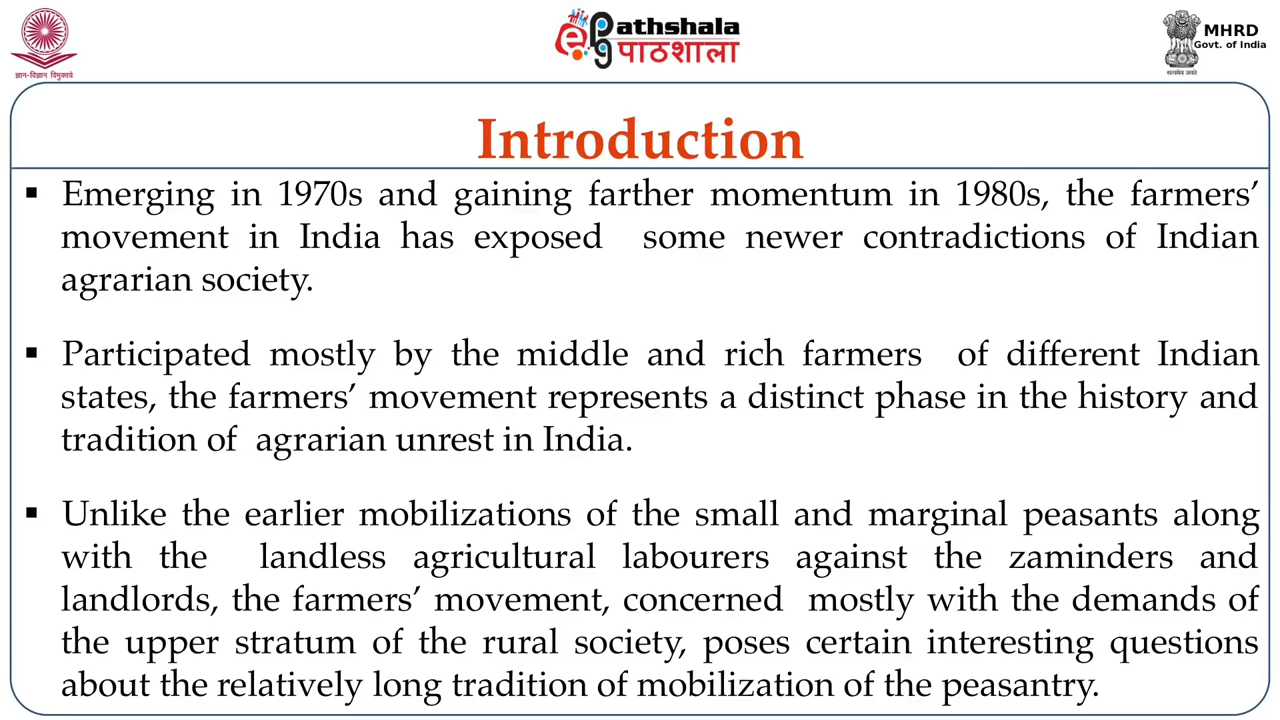 ज्ञान-विज्ञान विमुक्तये
ePathshala
पाठशाला
MHRD
Govt. of India
सत्यमेव जयते
Introduction
▪ Emerging in 1970s and gaining farther momentum in 1980s, the farmers’
movement in India has exposed some newer contradictions of Indian
agrarian society.
▪ Participated mostly by the middle and rich farmers of different Indian
states, the farmers’ movement represents a distinct phase in the history and
tradition of agrarian unrest in India.
▪ Unlike the earlier mobilizations of the small and marginal peasants along
with the landless agricultural labourers against the zaminders and
landlords, the farmers’ movement, concerned mostly with the demands of
the upper stratum of the rural society, poses certain interesting questions
about the relatively long tradition of mobilization of the peasantry.